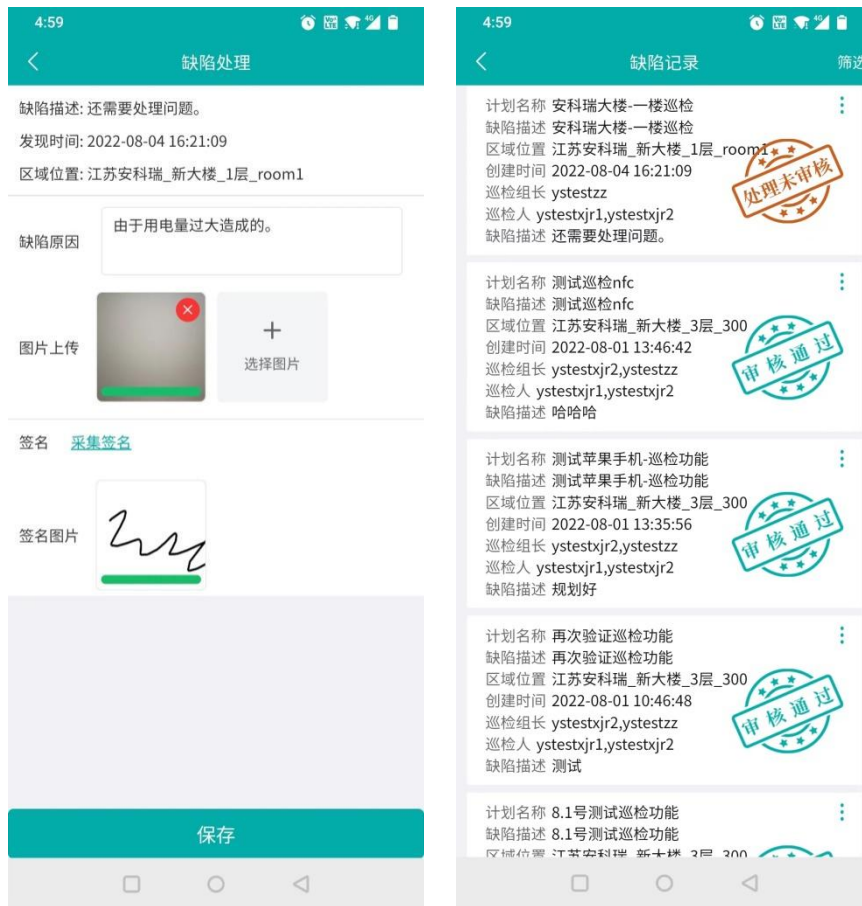 4:59
缺陷处理
缺陷描述: 还需要处理问题。
发现时间: 2022-08-04 16:21:09
区域位置: 江苏安科瑞_新大楼_1层_room1
缺陷原因
由于用电量过大造成的。
图片上传
选择图片
签名 采集签名
签名图片
保存
4:59
缺陷记录
筛选
计划名称 安科瑞大楼-一楼巡检
缺陷描述 安科瑞大楼-一楼巡检
区域位置 江苏安科瑞_新大楼_1层_room1
创建时间 2022-08-04 16:21:09
巡检组长 ystestzz
巡检人 ystestxjr1,ystestxjr2
缺陷描述 还需要处理问题。
处理未审核
计划名称 测试巡检nfc
缺陷描述 测试巡检nfc
区域位置 江苏安科瑞_新大楼_3层_300
创建时间 2022-08-01 13:46:42
巡检组长 ystestxjr2,ystestzz
巡检人 ystestxjr1,ystestxjr2
缺陷描述 哈哈哈
审核通过
计划名称 测试苹果手机-巡检功能
缺陷描述 测试苹果手机-巡检功能
区域位置 江苏安科瑞_新大楼_3层_300
创建时间 2022-08-01 13:35:56
巡检组长 ystestxjr2,ystestzz
巡检人 ystestxjr1,ystestxjr2
缺陷描述 规划好
审核通过
计划名称 再次验证巡检功能
缺陷描述 再次验证巡检功能
区域位置 江苏安科瑞_新大楼_3层_300
创建时间 2022-08-01 10:46:48
巡检组长 ystestxjr2,ystestzz
巡检人 ystestxjr1,ystestxjr2
缺陷描述 测试
审核通过
计划名称 8.1号测试巡检功能
缺陷描述 8.1号测试巡检功能
区域位置 江苏安科瑞_新大楼_3层_300